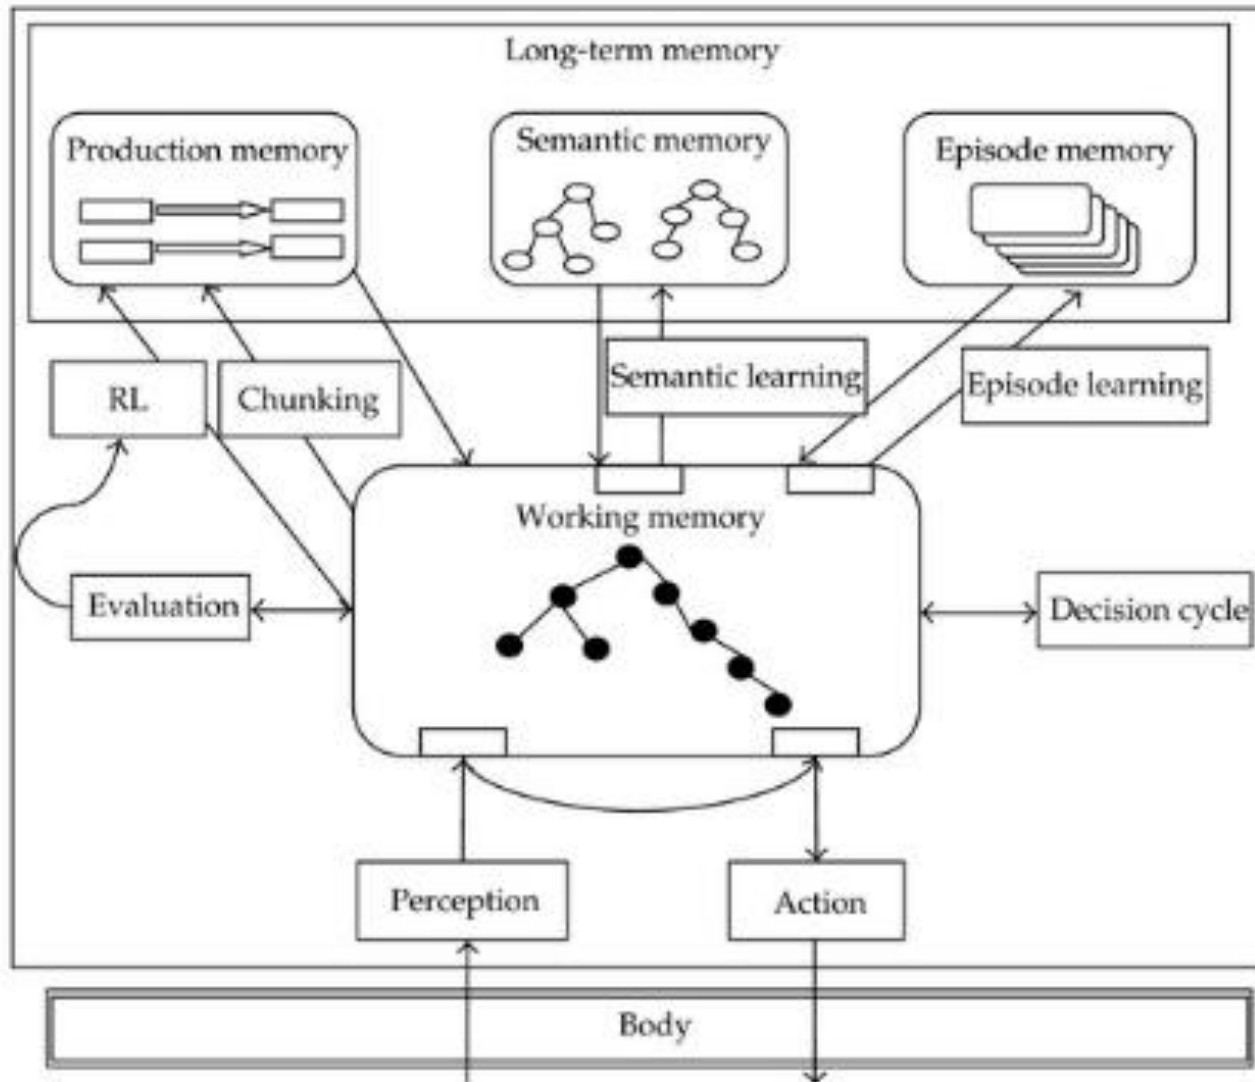 Long-term memory
Production memory
Semantic memory
Episode memory
RL
Chunking
Semantic learning
Episode learning
Working memory
Evaluation
Decision cycle
Perception
Action
Body